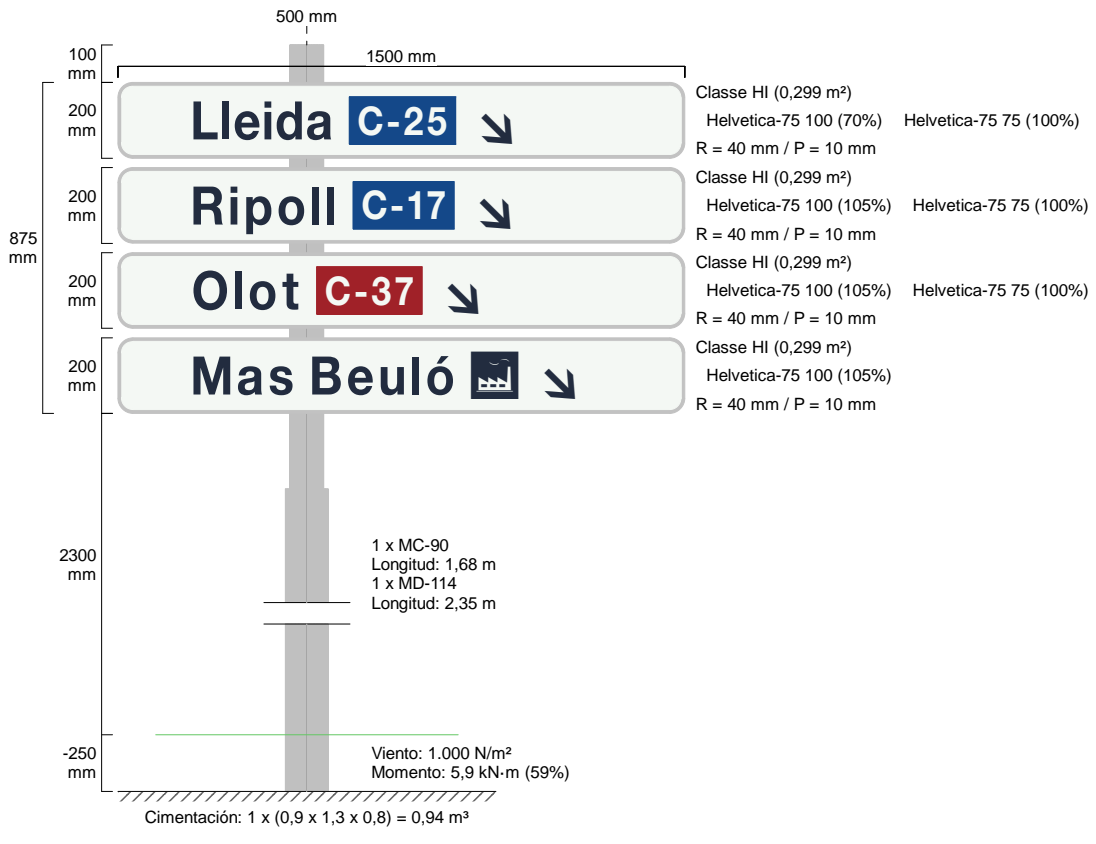 500 mm
100
mm
1500 mm
200
mm
Lleida C-25
Classe HI (0,299 m²)
Helvetica-75 100 (70%) Helvetica-75 75 (100%)
R = 40 mm / P = 10 mm
200
mm
Ripoll C-17
Classe HI (0,299 m²)
Helvetica-75 100 (105%) Helvetica-75 75 (100%)
R = 40 mm / P = 10 mm
875
mm
200
mm
Olot C-37
Classe HI (0,299 m²)
Helvetica-75 100 (105%) Helvetica-75 75 (100%)
R = 40 mm / P = 10 mm
200
mm
Mas Beuló
Classe HI (0,299 m²)
Helvetica-75 100 (105%)
R = 40 mm / P = 10 mm
2300
mm
1 x MC-90
Longitud: 1,68 m
1 x MD-114
Longitud: 2,35 m
-250
mm
Viento: 1.000 N/m²
Momento: 5,9 kN·m (59%)
Cimentación: 1 x (0,9 x 1,3 x 0,8) = 0,94 m³